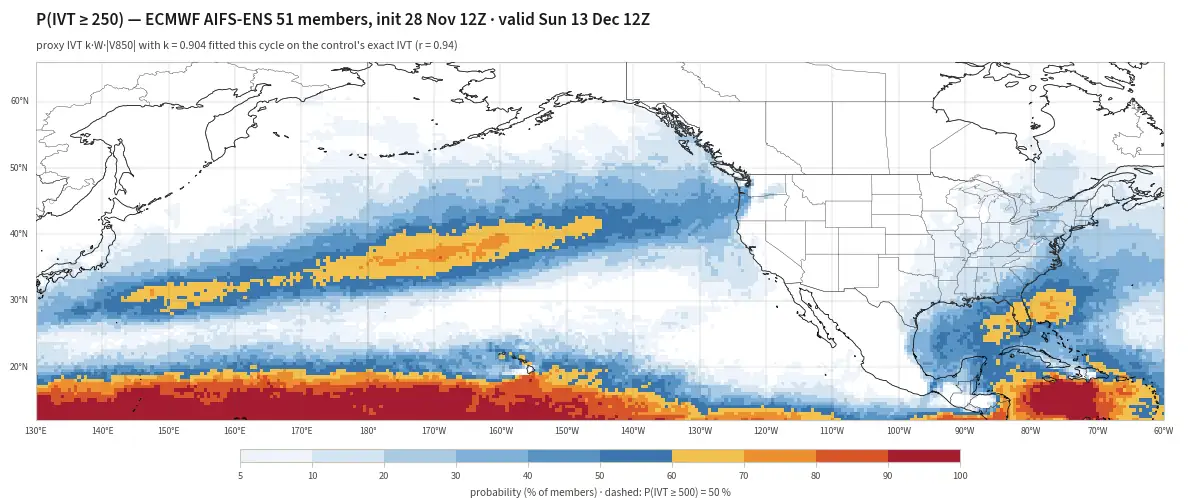 P(IVT ≥ 250) — ECMWF AIFS-ENS 51 members, init 28 Nov 12Z · valid Sun 13 Dec 12Z
proxy IVT k·W·|V850| with k = 0.904 fitted this cycle on the control's exact IVT (r = 0.94)
60°N
50°N
40°N
30°N
20°N
130°E 140°E 150°E 160°E 170°E 180° 170°W 160°W 150°W 140°W 130°W 120°W 110°W 100°W 90°W 80°W 70°W 60°W
5 10 20 30 40 50 60 70 80 90 100
probability (% of members) · dashed: P(IVT ≥ 500) = 50 %